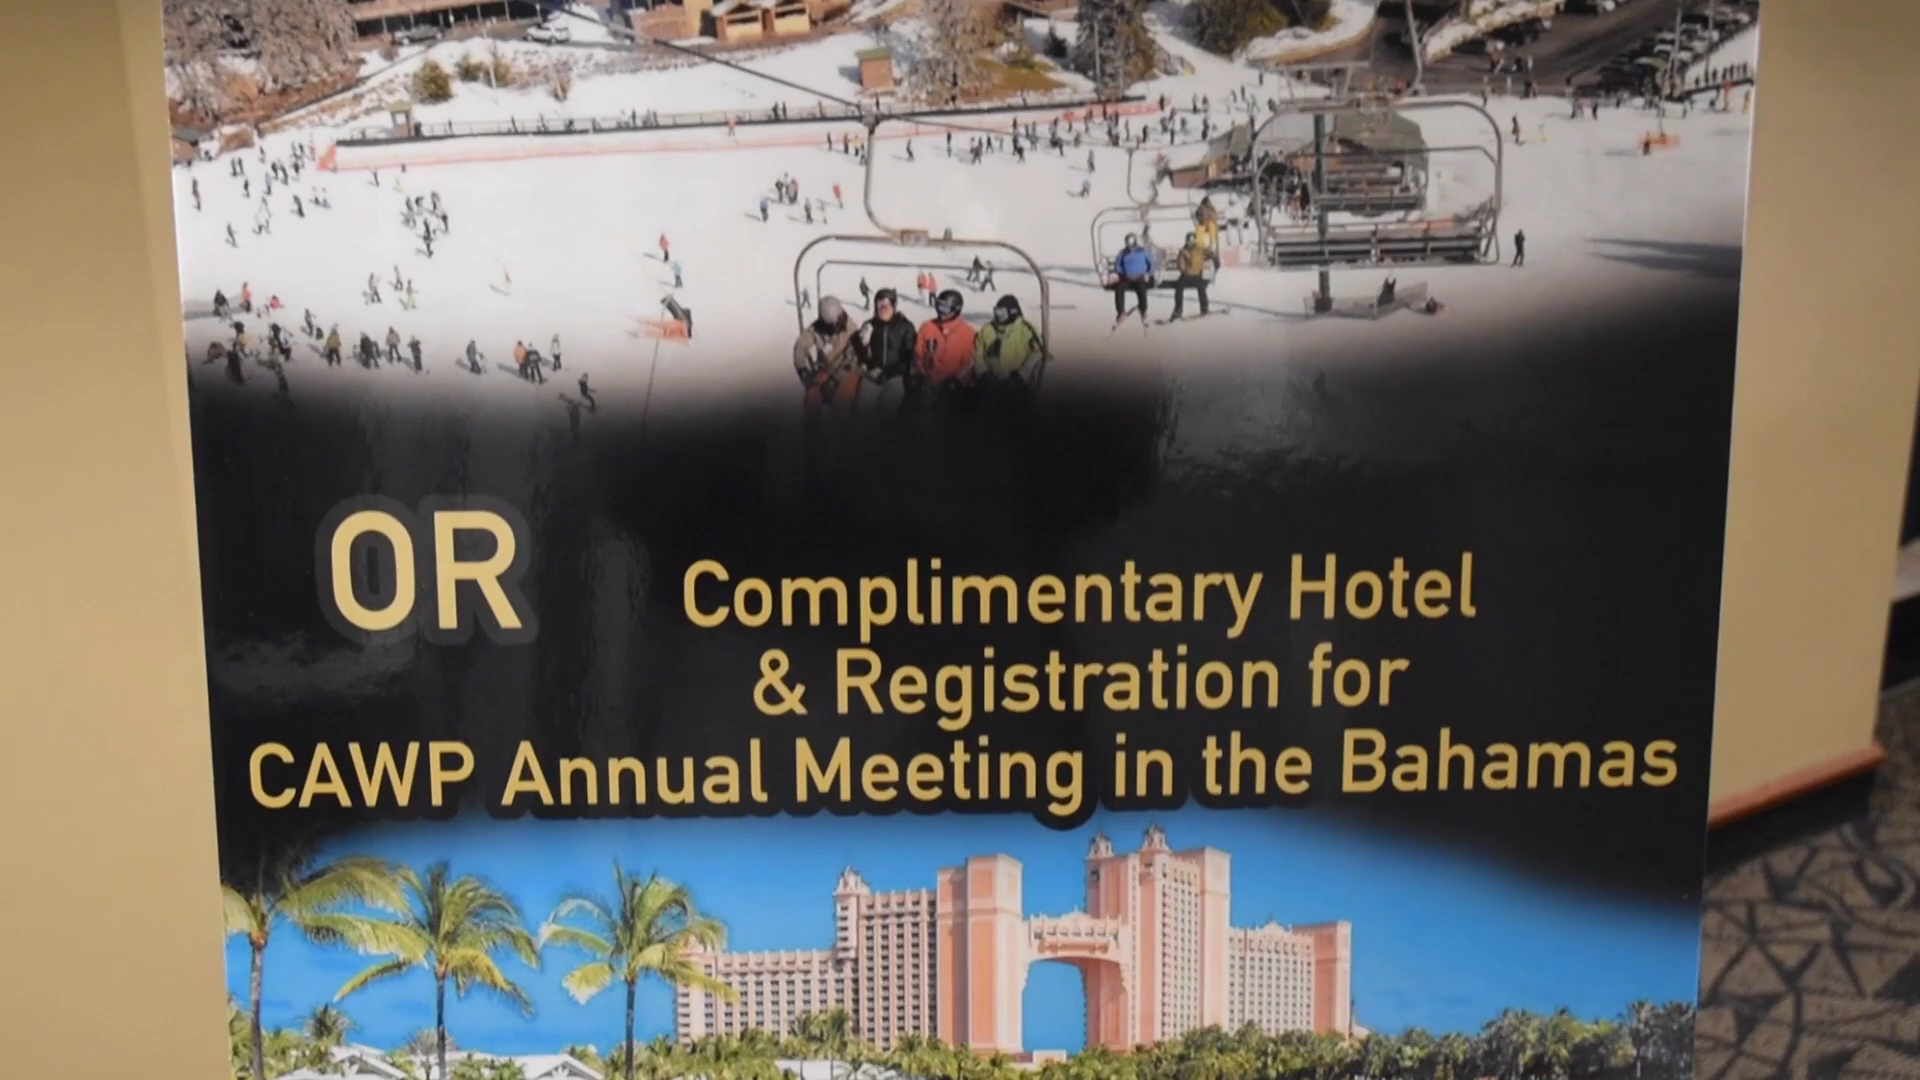 OR
Complimentary Hotel
& Registration for
CAWP Annual Meeting in the Bahamas